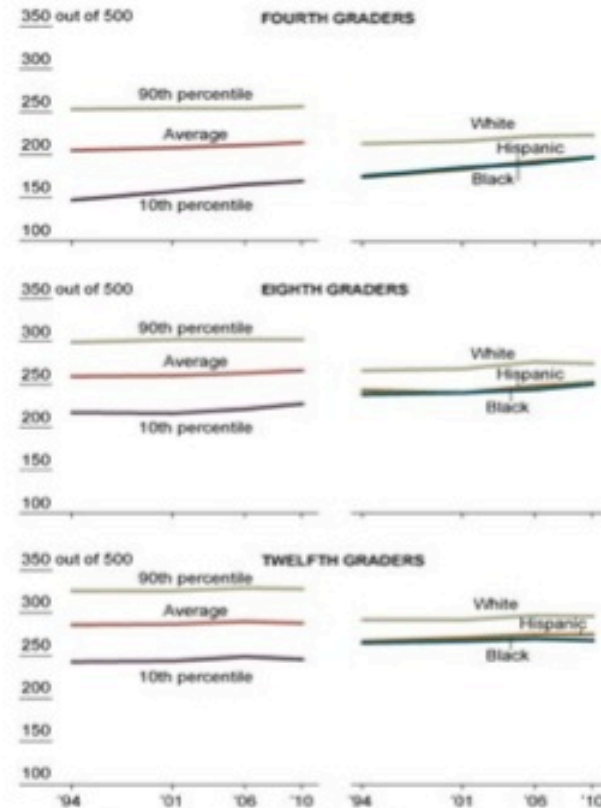 350 out of 500 FOURTH GRADERS
300
250 90th percentile
White
200 Average
Hispanic
150
Black
10th percentile
100
350 out of 500 EIGHTH GRADERS
300 90th percentile
White
250 Average
Hispanic
200
Black
10th percentile
150
100
350 out of 500 TWELFTH GRADERS
90th percentile
300
White
Average
Hispanic
250
Black
10th percentile
200
150
100
'94 '01 '06 '10 '94 '01 '06 '10